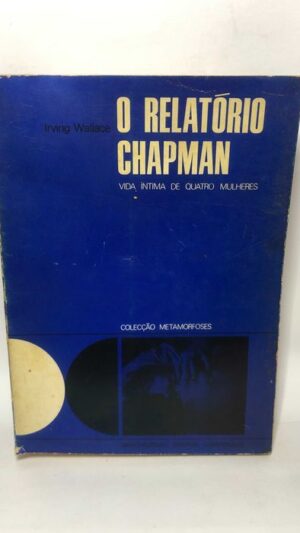 Irving Wallace
O RELATÓRIO
CHAPMAN
VIDA ÍNTIMA DE QUATRO MULHERES
COLECÇÃO METAMORFOSES